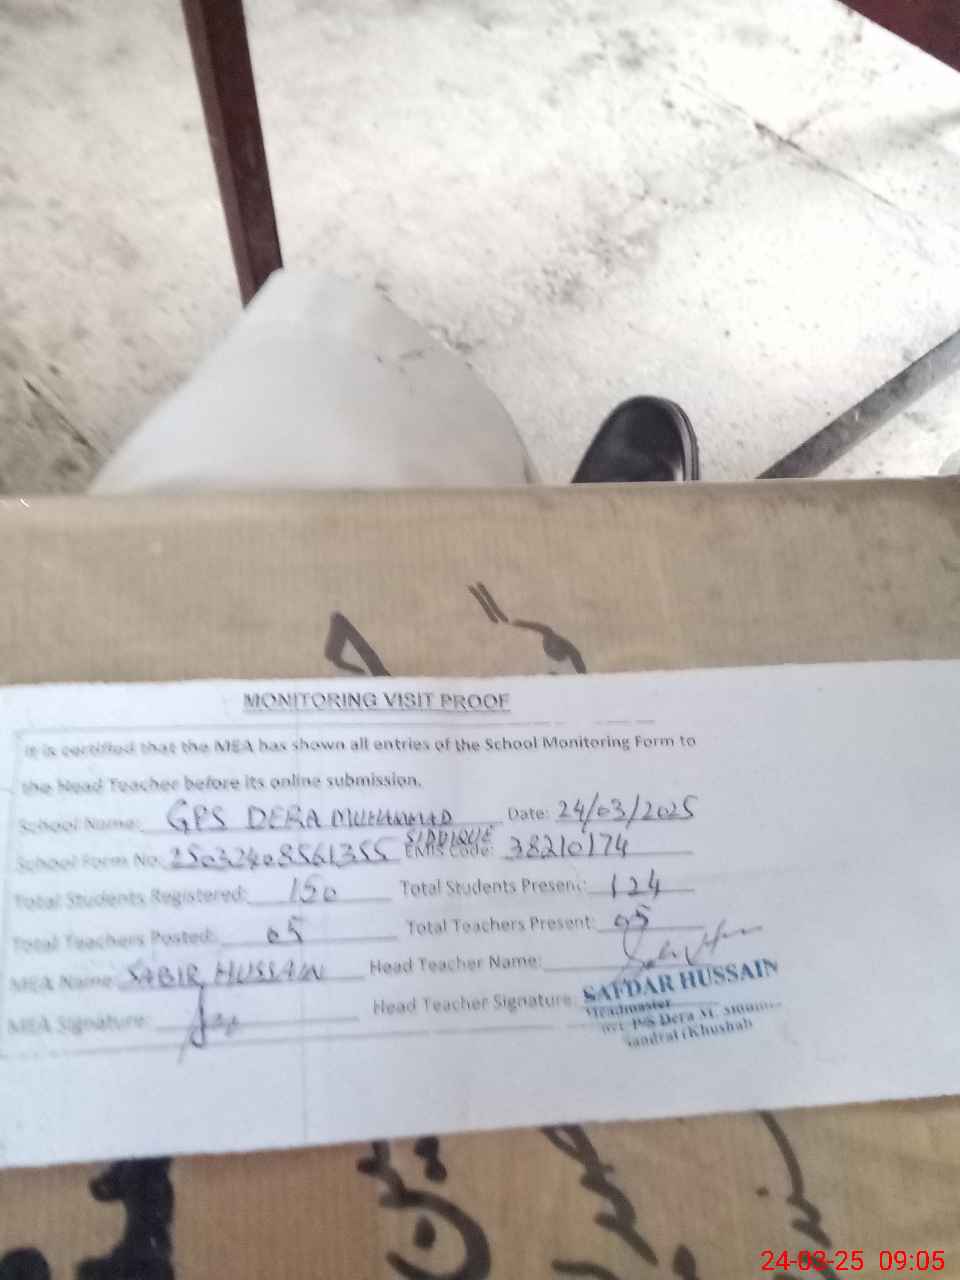 MONITORING VISIT PROOF
It is certified that the MEA has shown all entries of the School Monitoring Form to
the Head Teacher before its online submission.
School Name: GPS DERA MUHAMMAD SIDDIQUE Date: 24/03/2025
School Form No: 25032408561355 EMIS Code: 38210174
Total Students Registered: 150 Total Students Present: 124
Total Teachers Posted: 05 Total Teachers Present: 05
MEA Name: SABIR HUSSAIN Head Teacher Name:
MEA Signature: Head Teacher Signature:
SAFDAR HUSSAIN
Headmaster
P/S Dera M.
(Khushab
24-03-25 09:05